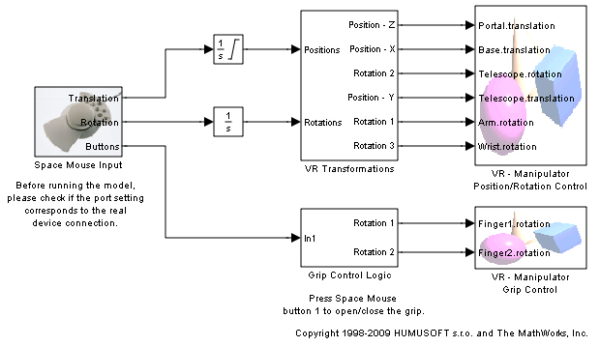 Translation
Rotation
Buttons
Space Mouse Input
Before running the model,
please check if the port setting
corresponds to the real
device connection.
1
s
1
s
Positions
Rotations
Position - Z
Position - X
Rotation 2
Position - Y
Rotation 1
Rotation 3
VR Transformations
Portal.translation
Base.translation
Telescope.rotation
Telescope.translation
Arm.rotation
Wrist.rotation
VR - Manipulator
Position/Rotation Control
In1
Rotation 1
Rotation 2
Grip Control Logic
Press Space Mouse
button 1 to open/close the grip.
Finger1.rotation
Finger2.rotation
VR - Manipulator
Grip Control
Copyright 1998-2009 HUMUSOFT s.r.o. and The MathWorks, Inc.